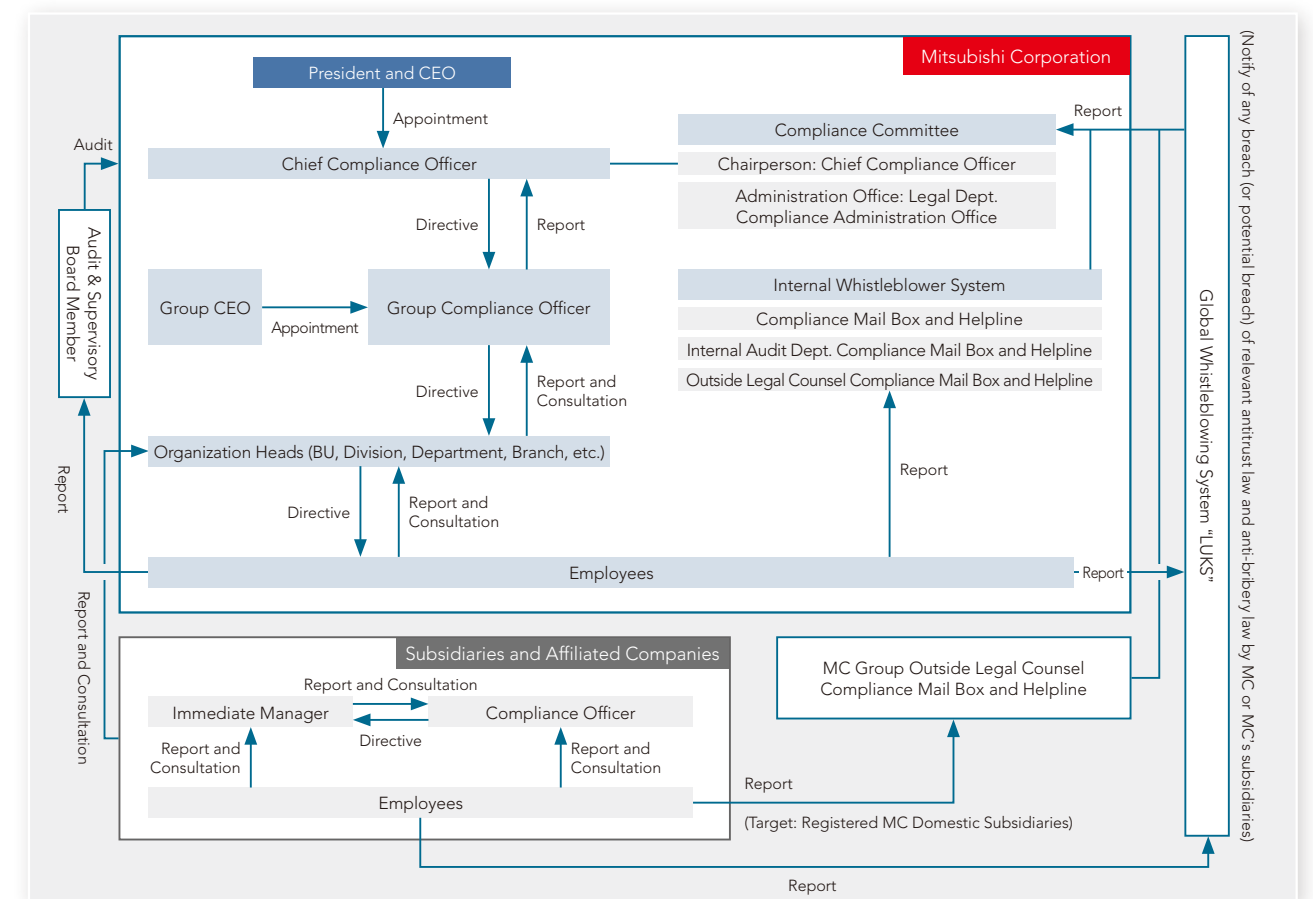 Mitsubishi Corporation
President and CEO
Appointment
Audit
Chief Compliance Officer
Report
Compliance Committee
Chairperson: Chief Compliance Officer
Administration Office: Legal Dept.
Compliance Administration Office
Directive
Report
Audit & Supervisory
Board Member
Group CEO
Appointment
Group Compliance Officer
Internal Whistleblower System
Compliance Mail Box and Helpline
Internal Audit Dept. Compliance Mail Box and Helpline
Outside Legal Counsel Compliance Mail Box and Helpline
Directive
Report and
Consultation
Organization Heads (BU, Division, Department, Branch, etc.)
Report
Directive
Report and
Consultation
Report
Employees
Report
Global Whistleblowing System “LUKS”
(Notify of any breach (or potential breach) of relevant antitrust law and anti-bribery law by MC or MC's subsidiaries)
Report and Consultation
Subsidiaries and Affiliated Companies
Report and Consultation
Immediate Manager
Compliance Officer
Directive
Report and
Consultation
Report and
Consultation
Employees
MC Group Outside Legal Counsel
Compliance Mail Box and Helpline
Report
(Target: Registered MC Domestic Subsidiaries)
Report